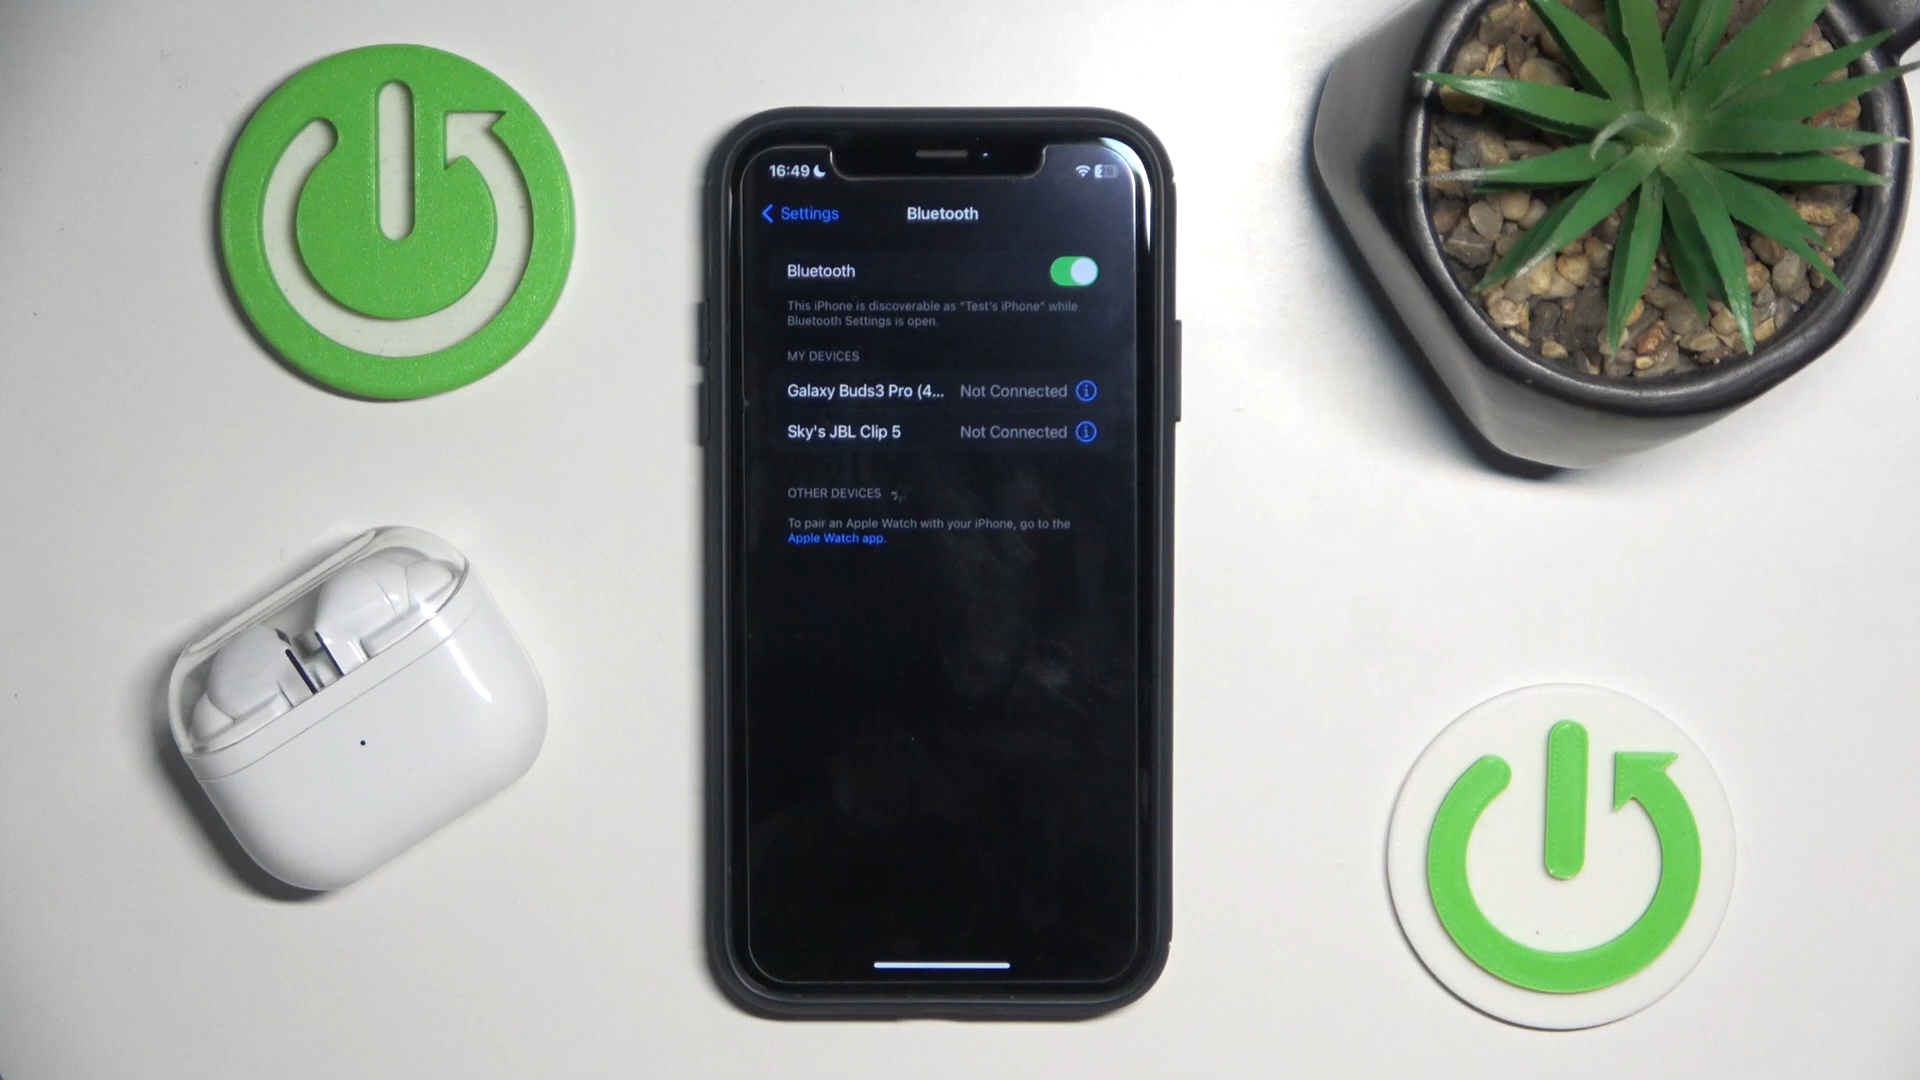 16:49
Settings
Bluetooth
Bluetooth
This iPhone is discoverable as "Test's iPhone" while
Bluetooth Settings is open.
MY DEVICES
Galaxy Buds3 Pro (4... Not Connected
Sky's JBL Clip 5 Not Connected
OTHER DEVICES
To pair an Apple Watch with your iPhone, go to the
Apple Watch app.